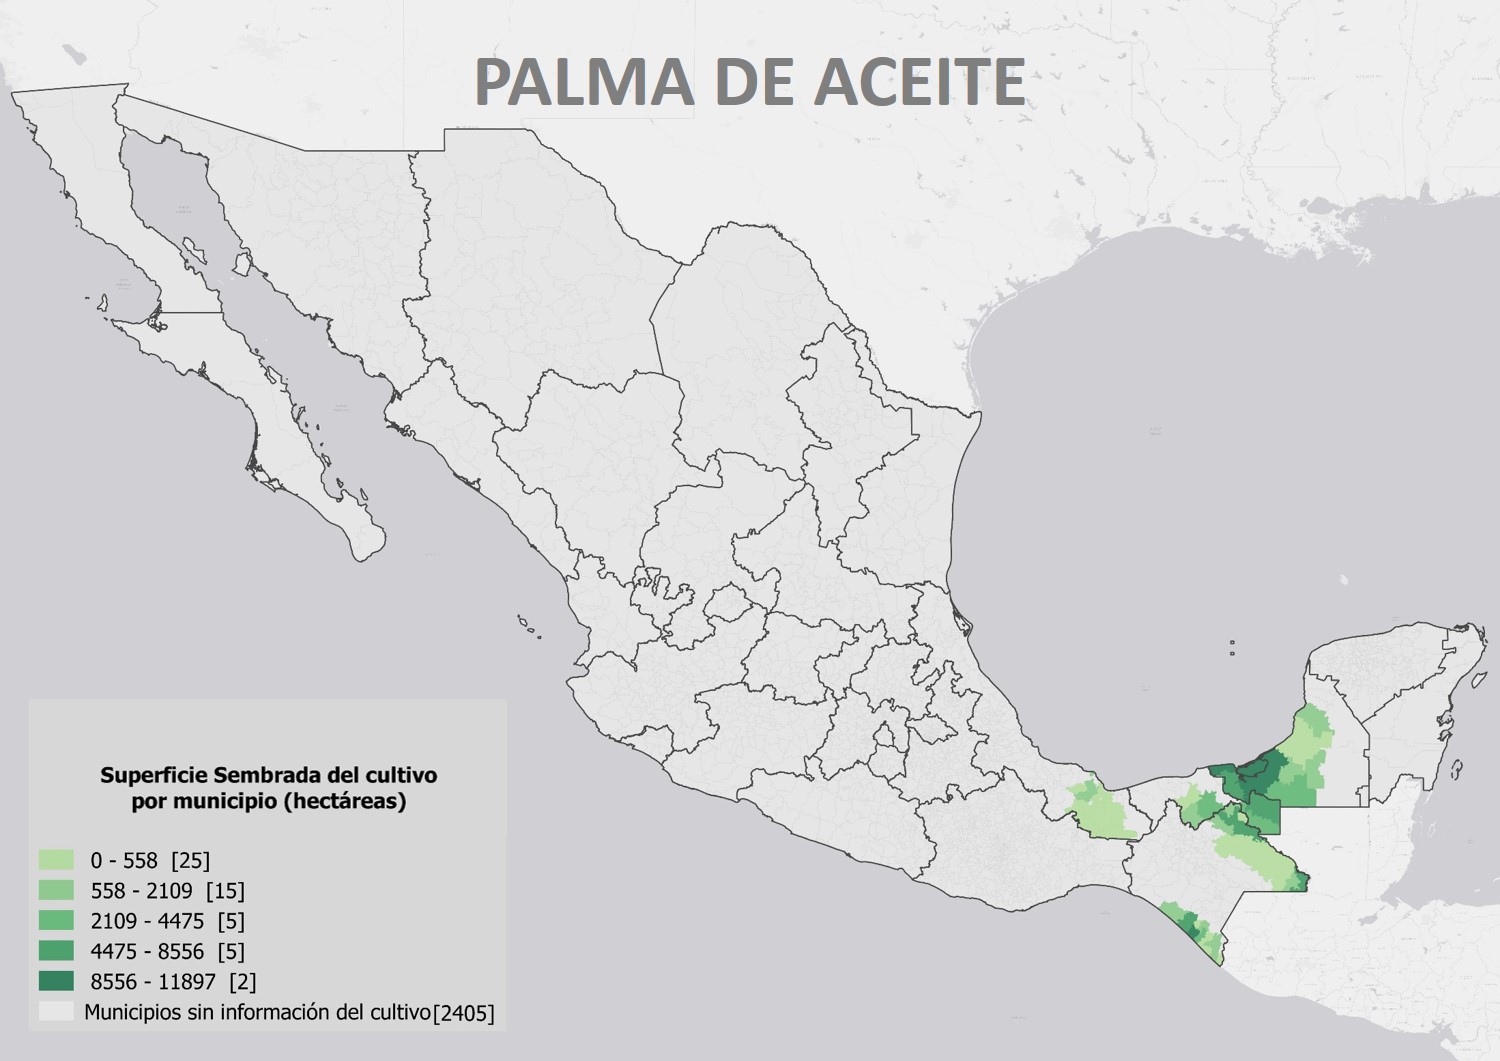 PALMA DE ACEITE
Superficie Sembrada del cultivo
por municipio (hectáreas)
0 - 558 [25]
558 - 2109 [15]
2109 - 4475 [5]
4475 - 8556 [5]
8556 - 11897 [2]
Municipios sin información del cultivo[2405]